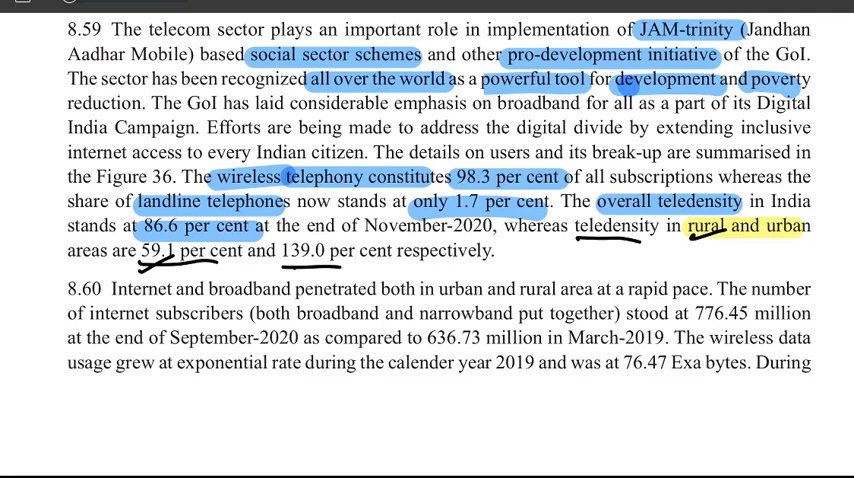 8.59 The telecom sector plays an important role in implementation of JAM-trinity (Jandhan
Aadhar Mobile) based social sector schemes and other pro-development initiative of the GoI.
The sector has been recognized all over the world as a powerful tool for development and poverty
reduction. The GoI has laid considerable emphasis on broadband for all as a part of its Digital
India Campaign. Efforts are being made to address the digital divide by extending inclusive
internet access to every Indian citizen. The details on users and its break-up are summarised in
the Figure 36. The wireless telephony constitutes 98.3 per cent of all subscriptions whereas the
share of landline telephones now stands at only 1.7 per cent. The overall teledensity in India
stands at 86.6 per cent at the end of November-2020, whereas teledensity in rural and urban
areas are 59.1 per cent and 139.0 per cent respectively.
8.60 Internet and broadband penetrated both in urban and rural area at a rapid pace. The number
of internet subscribers (both broadband and narrowband put together) stood at 776.45 million
at the end of September-2020 as compared to 636.73 million in March-2019. The wireless data
usage grew at exponential rate during the calender year 2019 and was at 76.47 Exa bytes. During